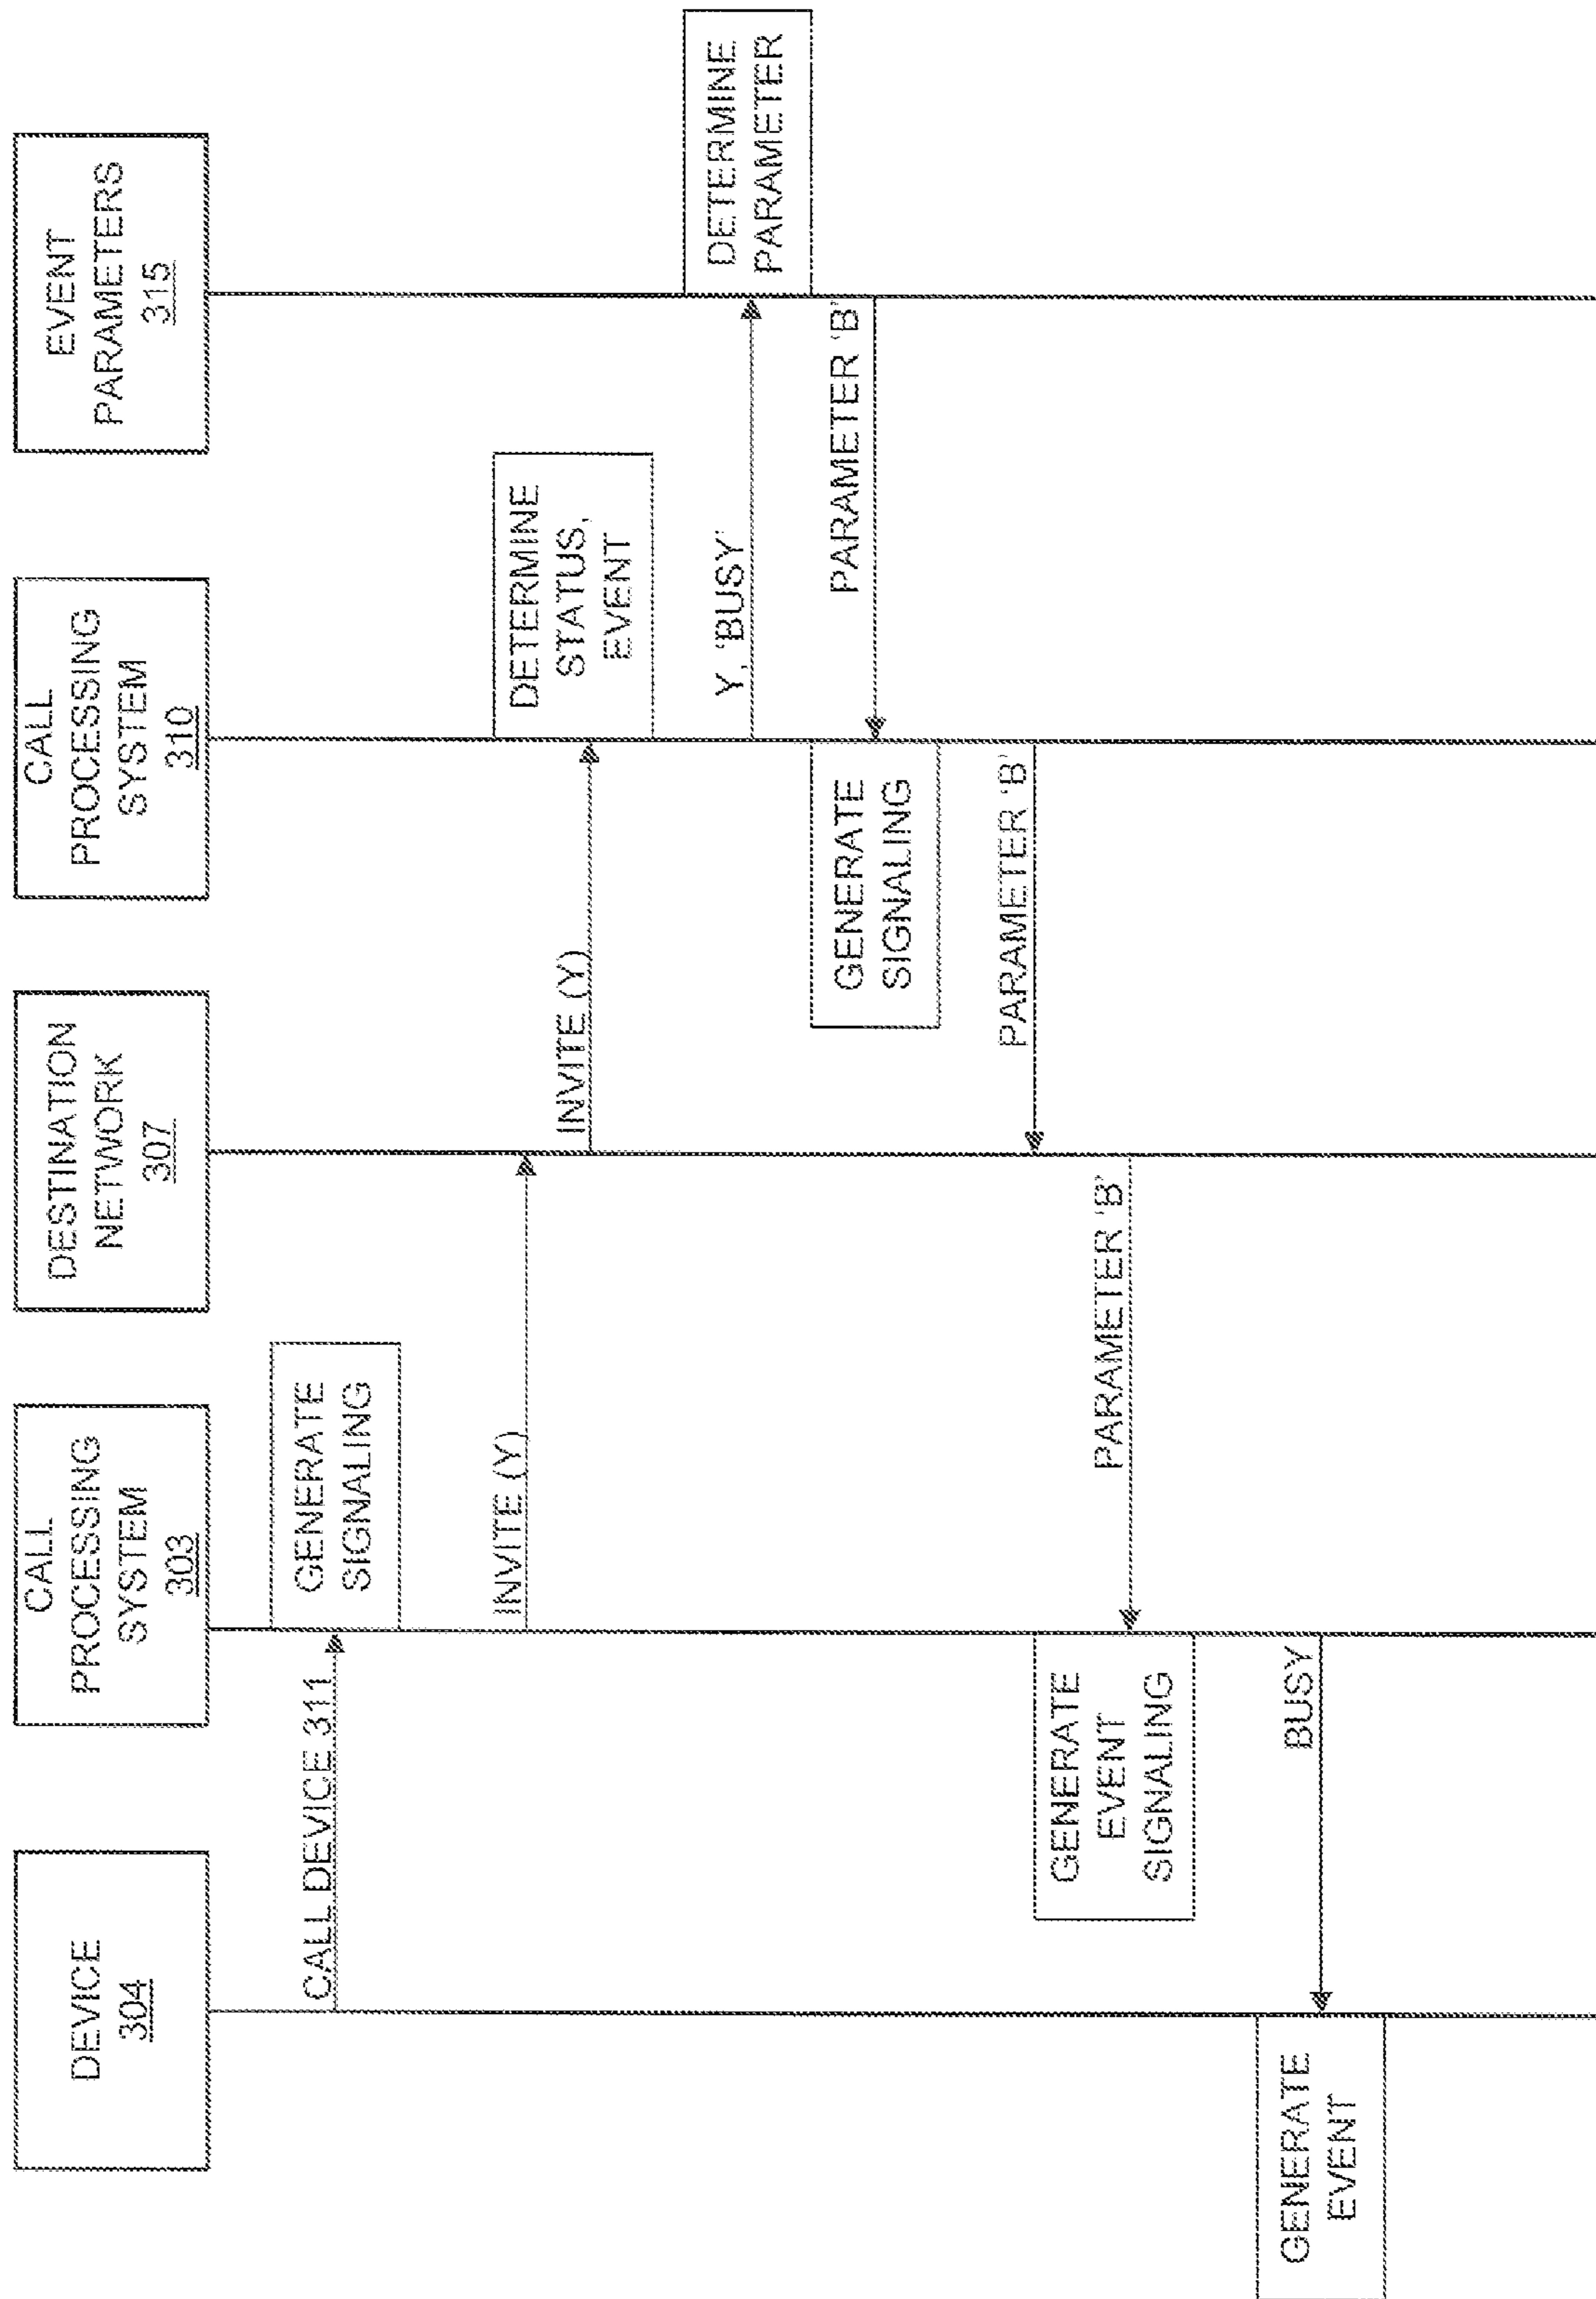 DEVICE
304
CALL
PROCESSING
SYSTEM
303
DESTINATION
NETWORK
307
CALL
PROCESSING
SYSTEM
310
EVENT
PARAMETERS
315
CALL DEVICE 311
GENERATE
SIGNALING
INVITE (Y)
INVITE (Y)
DETERMINE
STATUS,
EVENT
Y, 'BUSY'
DETERMINE
PARAMETER
PARAMETER 'B'
GENERATE
SIGNALING
PARAMETER 'B'
PARAMETER 'B'
GENERATE
EVENT
SIGNALING
BUSY
GENERATE
EVENT